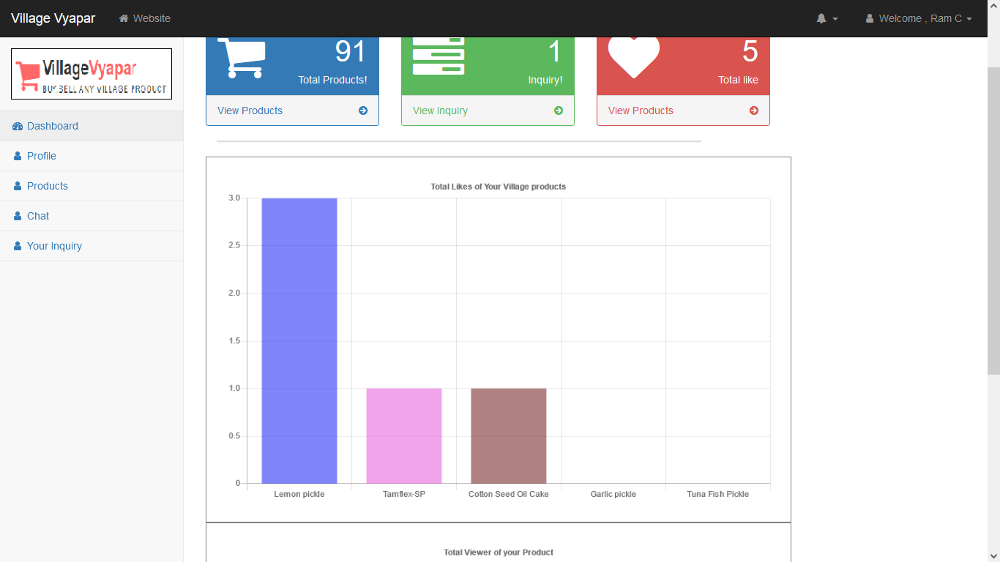 Village Vyapar Website Welcome , Ram C
VillageVyapar
BUY SELL ANY VILLAGE PRODUCT
Dashboard
Profile
Products
Chat
Your Inquiry
91
Total Products!
View Products
1
Inquiry!
View Inquiry
5
Total like
View Products
Total Likes of Your Village products
3.0
2.5
2.0
1.5
1.0
0.5
0
Lemon pickle Tamflex-SP Cotton Seed Oil Cake Garlic pickle Tuna Fish Pickle
Total Viewer of your Product